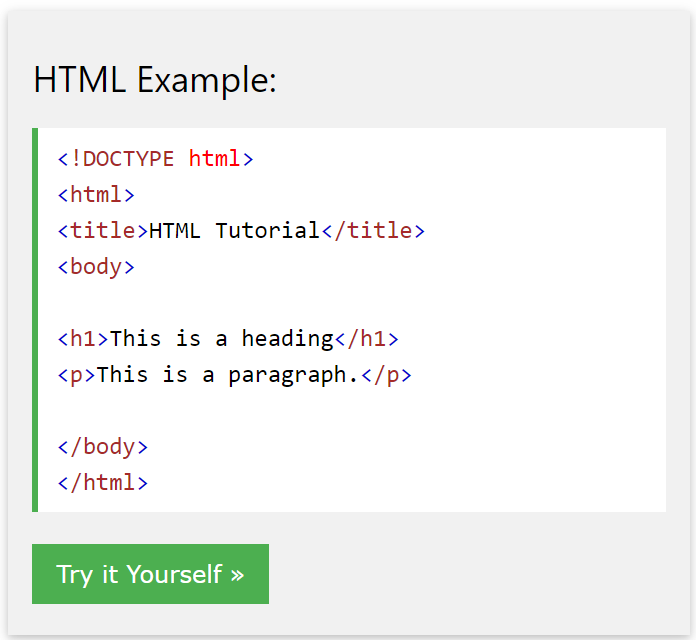 HTML Example:
<!DOCTYPE html>
<html>
<title>HTML Tutorial</title>
<body>
<h1>This is a heading</h1>
<p>This is a paragraph.</p>
</body>
</html>
Try it Yourself »